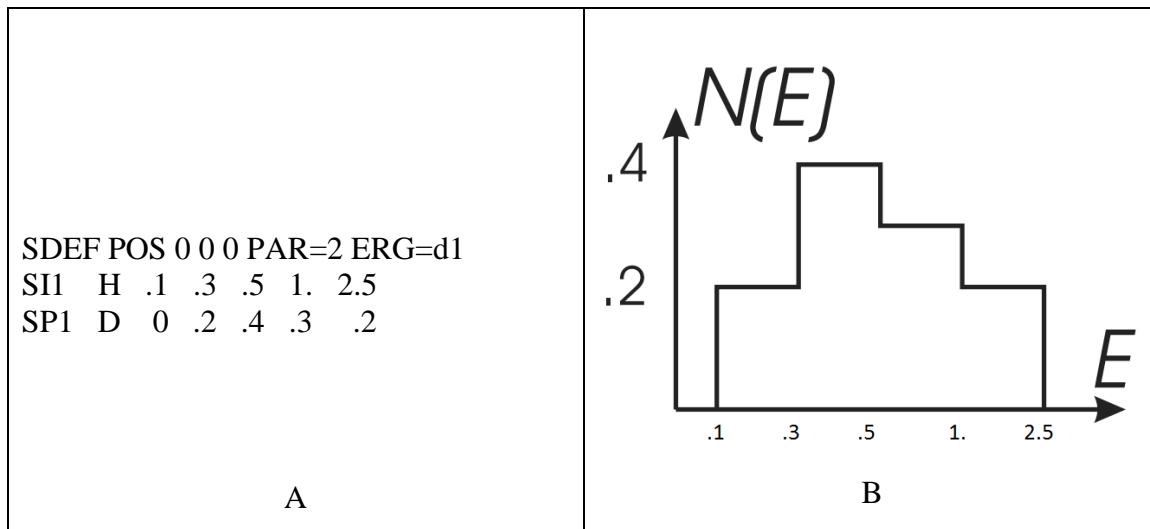 SDEF POS 0 0 0 PAR=2 ERG=d1
SI1 H .1 .3 .5 1. 2.5
SP1 D 0 .2 .4 .3 .2
A
N(E)
.4
.2
E
.1 .3 .5 1. 2.5
B